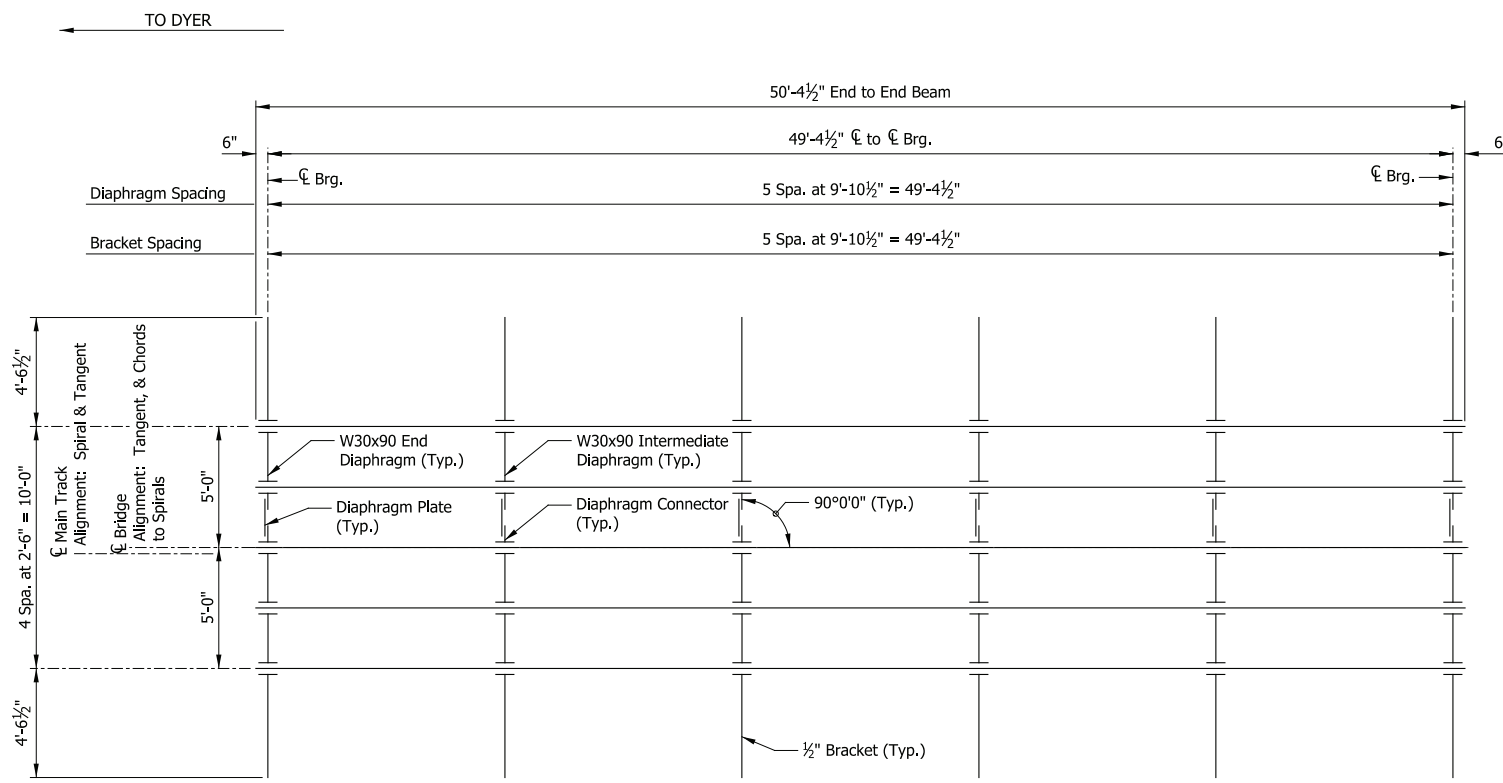 TO DYER
50'-4½" End to End Beam
6"
49'-4½" ℄ to ℄ Brg.
6
℄ Brg.
℄ Brg.
Diaphragm Spacing
5 Spa. at 9'-10½" = 49'-4½"
Bracket Spacing
5 Spa. at 9'-10½" = 49'-4½"
4'-6½"
4 Spa. at 2'-6" = 10'-0"
4'-6½"
℄ Main Track
Alignment: Spiral & Tangent
℄ Bridge
Alignment: Tangent, & Chords
to Spirals
5'-0"
5'-0"
W30x90 End
Diaphragm (Typ.)
W30x90 Intermediate
Diaphragm (Typ.)
Diaphragm Plate
(Typ.)
Diaphragm Connector
(Typ.)
90°0'0" (Typ.)
½" Bracket (Typ.)